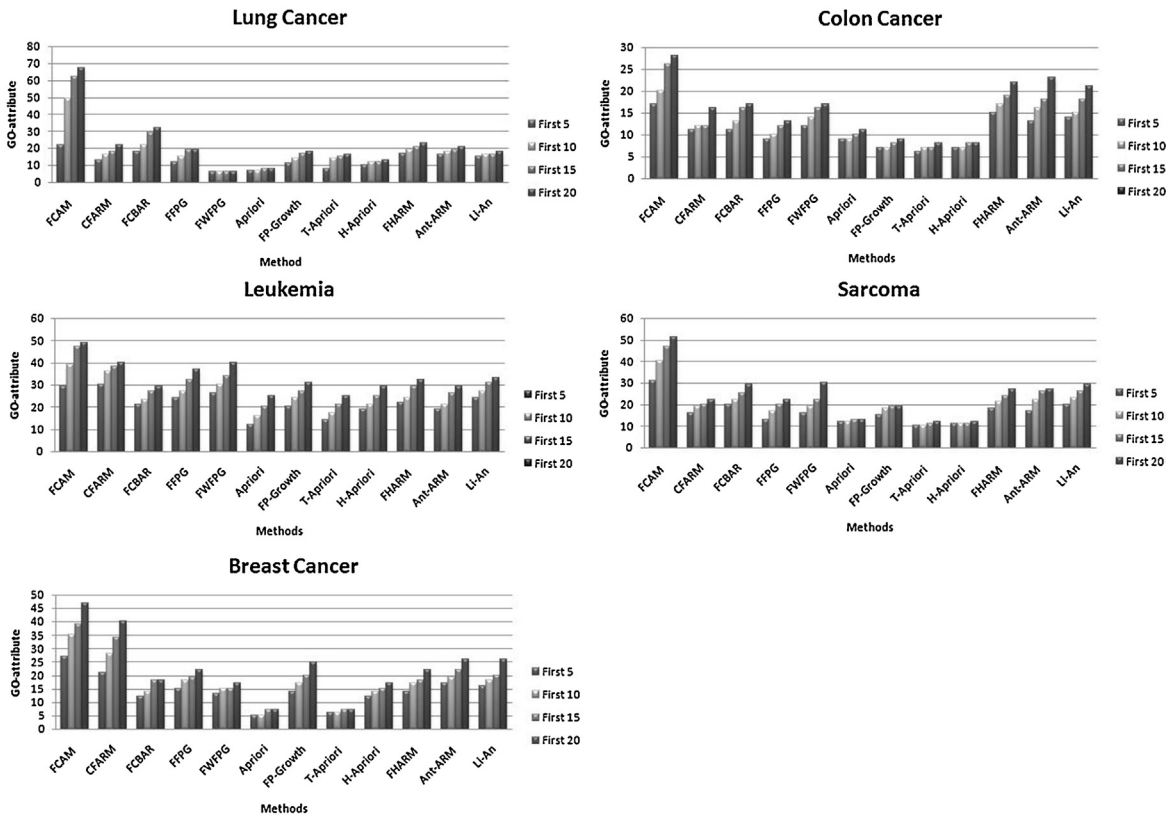 Lung Cancer
GO-attribute
80
70
60
50
40
30
20
10
0
FCAM
CFARM
FCBAR
FFPG
FWFPG
Apriori
FP-Growth
T-Apriori
H-Apriori
FHARM
Ant-ARM
Li-An
Method
First 5
First 10
First 15
First 20
Colon Cancer
GO-attribute
30
25
20
15
10
5
0
FCAM
CFARM
FCBAR
FFPG
FWFPG
Apriori
FP-Growth
T-Apriori
H-Apriori
FHARM
Ant-ARM
Li-An
Methods
First 5
First 10
First 15
First 20
Leukemia
GO-attribute
60
50
40
30
20
10
0
FCAM
CFARM
FCBAR
FFPG
FWFPG
Apriori
FP-Growth
T-Apriori
H-Apriori
FHARM
Ant-ARM
Li-An
Methods
First 5
First 10
First 15
First 20
Sarcoma
GO-attribute
60
50
40
30
20
10
0
FCAM
CFARM
FCBAR
FFPG
FWFPG
Apriori
FP-Growth
T-Apriori
H-Apriori
FHARM
Ant-ARM
Li-An
Methods
First 5
First 10
First 15
First 20
Breast Cancer
GO-attribute
50
45
40
35
30
25
20
15
10
5
0
FCAM
CFARM
FCBAR
FFPG
FWFPG
Apriori
FP-Growth
T-Apriori
H-Apriori
FHARM
Ant-ARM
Li-An
Methods
First 5
First 10
First 15
First 20